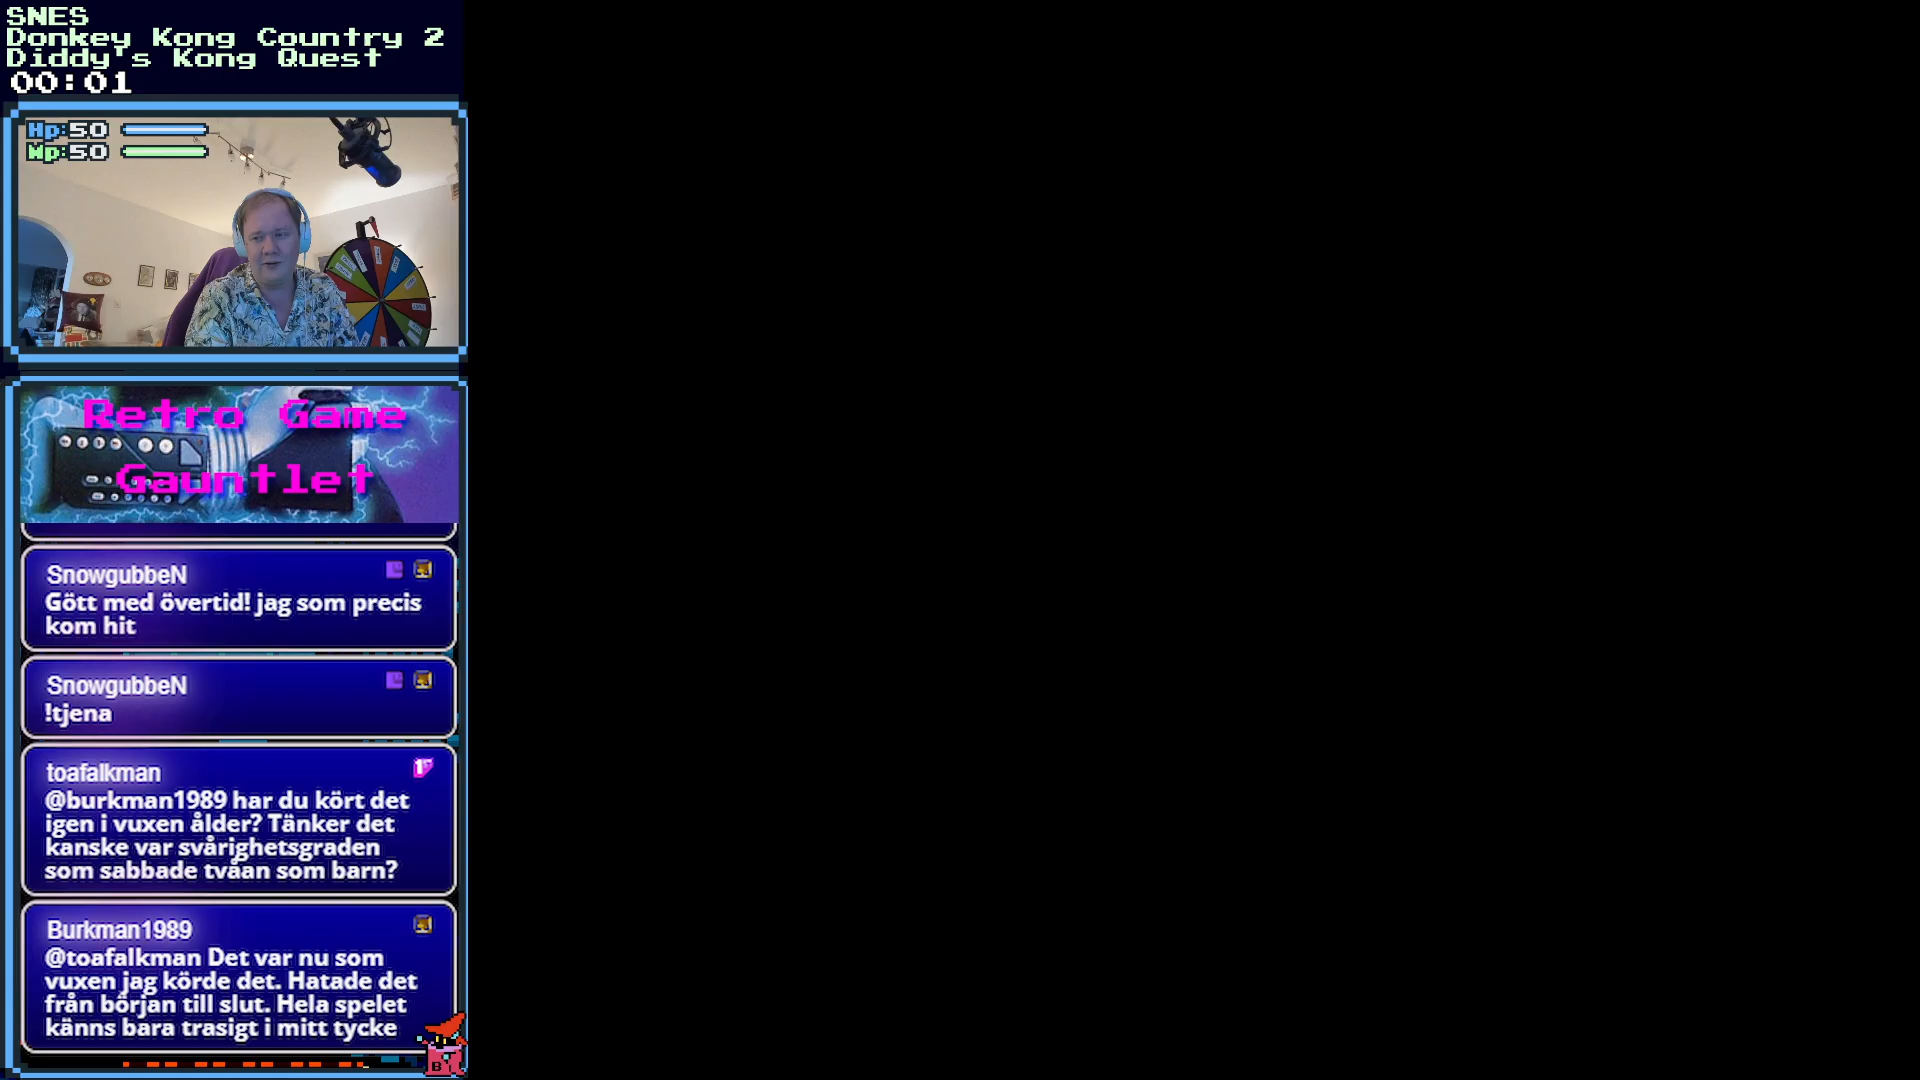 SNES
Donkey Kong Country 2
Diddy's Kong Quest
00:01
Hp:50
Mp:50
Retro Game
Gauntlet
SnowgubbeN
Gött med övertid! jag som precis
kom hit
SnowgubbeN
!tjena
toafalkman
@burkman1989 har du kört det
igen i vuxen ålder? Tänker det
kanske var svårighetsgraden
som sabbade tvåan som barn?
Burkman1989
@toafalkman Det var nu som
vuxen jag körde det. Hatade det
från början till slut. Hela spelet
känns bara trasigt i mitt tycke